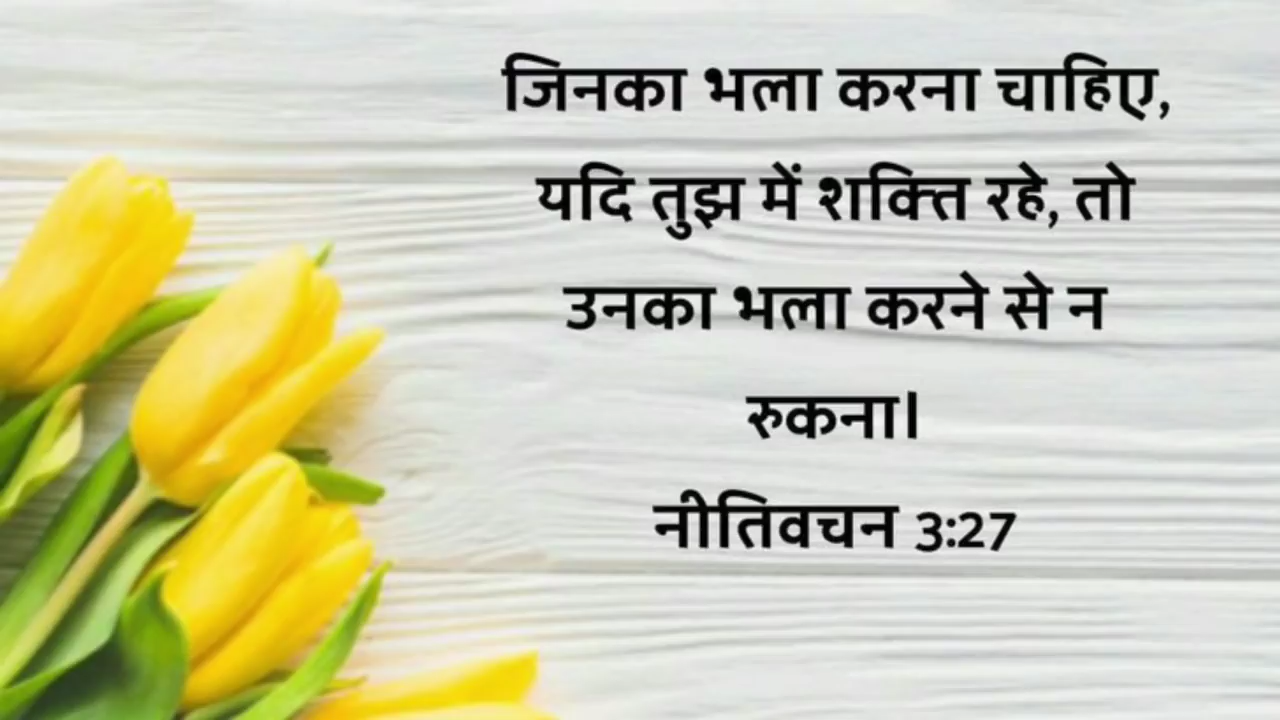 जिनका भला करना चाहिए,
यदि तुझ में शक्ति रहे, तो
उनका भला करने से न
रुकना।
नीतिवचन 3:27